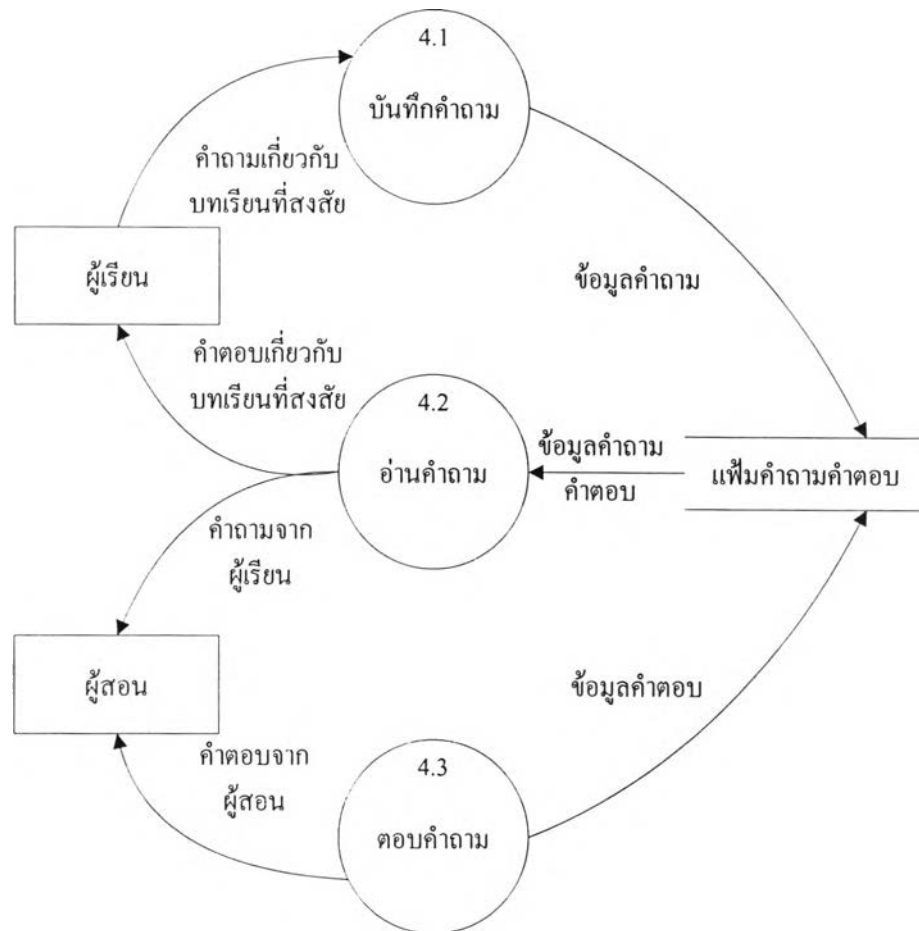 4.1
บันทึกคำถาม
คำถามเกี่ยวกับ
บทเรียนที่สงสัย
ผู้เรียน
ข้อมูลคำถาม
คำตอบเกี่ยวกับ
บทเรียนที่สงสัย
4.2
อ่านคำถาม
ข้อมูลคำถาม
คำตอบ
แฟ้มคำถามคำตอบ
คำถามจาก
ผู้เรียน
ผู้สอน
ข้อมูลคำตอบ
คำตอบจาก
ผู้สอน
4.3
ตอบคำถาม